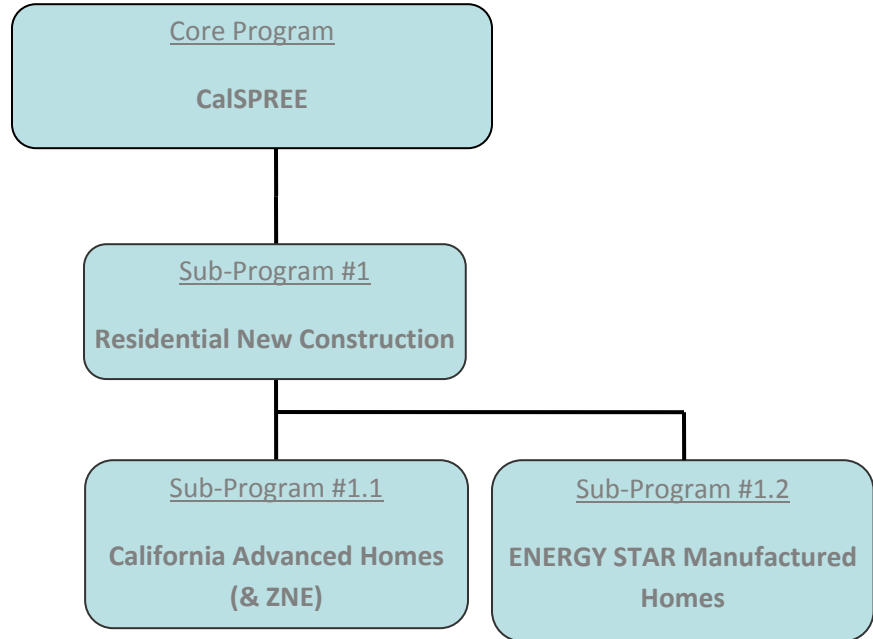 Core Program
CalSPREE
Sub-Program #1
Residential New Construction
Sub-Program #1.1
California Advanced Homes
(& ZNE)
Sub-Program #1.2
ENERGY STAR Manufactured
Homes